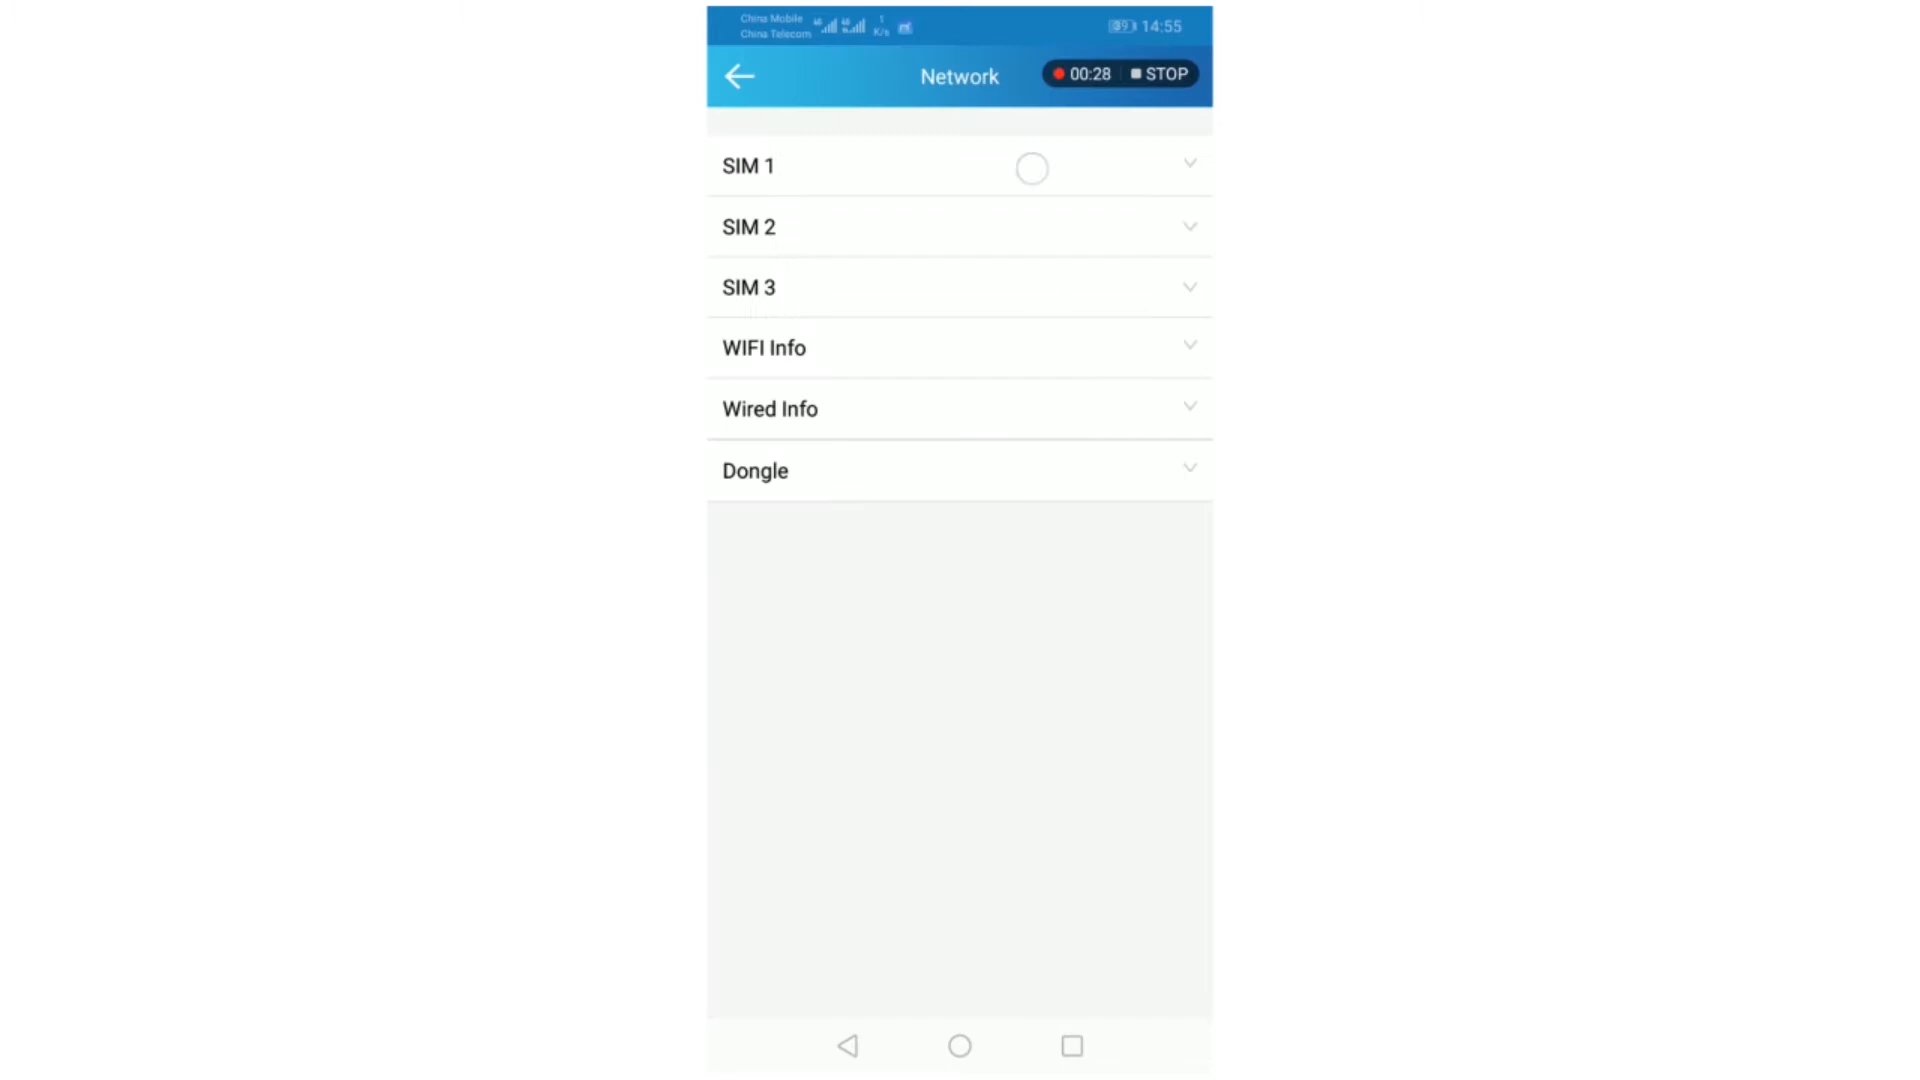 China Mobile
China Telecom
1
K/s
14:55
Network
00:28
STOP
SIM 1
SIM 2
SIM 3
WIFI Info
Wired Info
Dongle